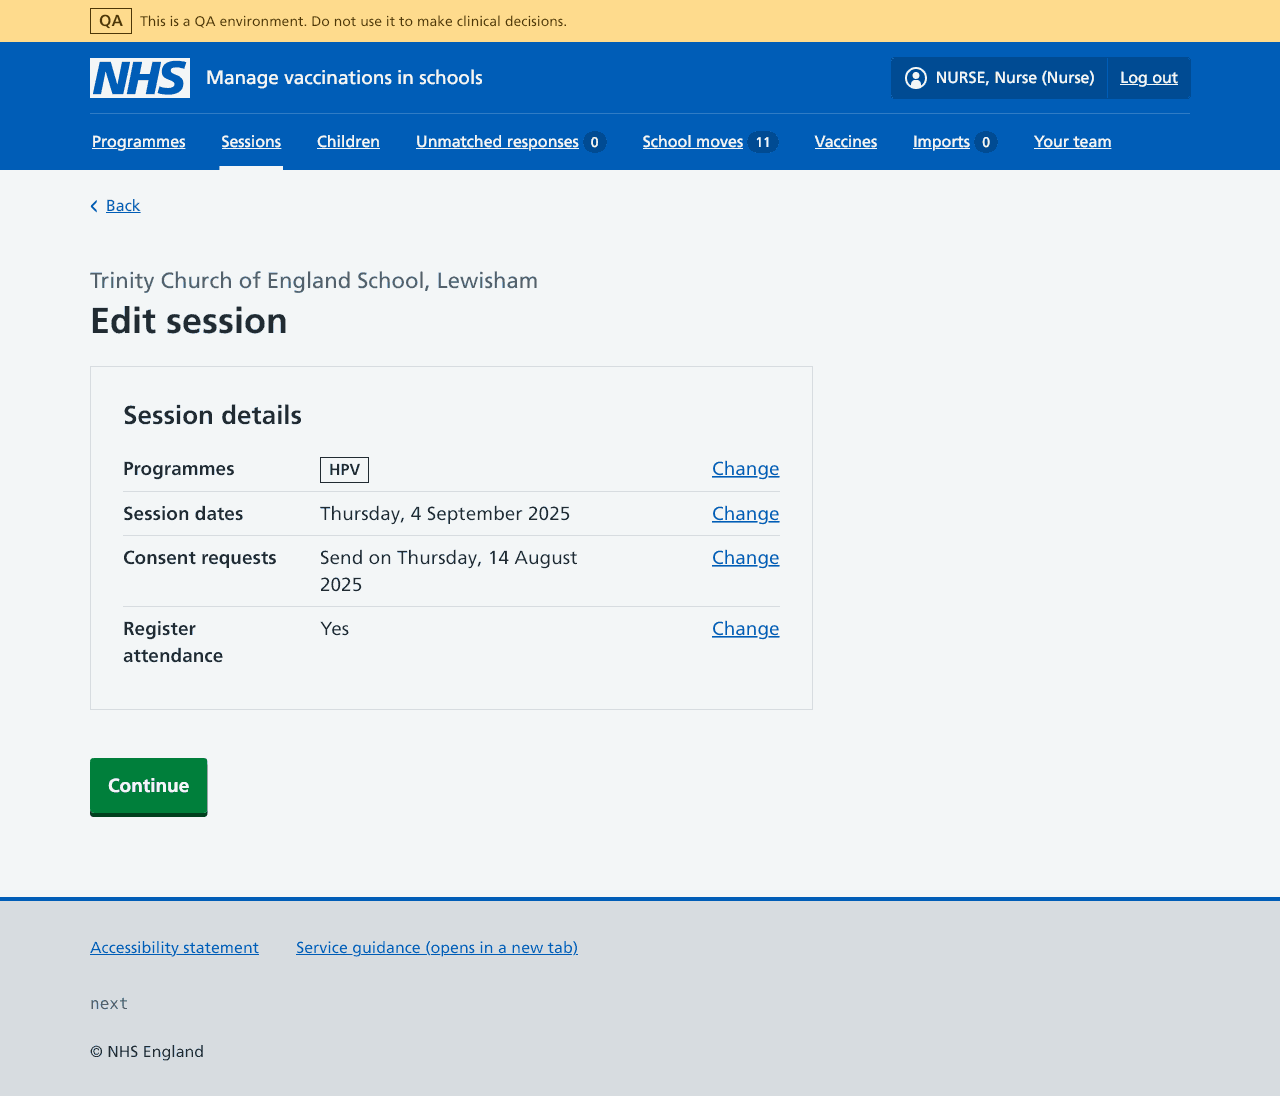 QA This is a QA environment. Do not use it to make clinical decisions.
NHS Manage vaccinations in schools NURSE, Nurse (Nurse) Log out
Programmes Sessions Children Unmatched responses 0 School moves 11 Vaccines Imports 0 Your team
Back
Trinity Church of England School, Lewisham
Edit session
Session details
Programmes HPV Change
Session dates Thursday, 4 September 2025 Change
Consent requests Send on Thursday, 14 August Change
2025
Register Yes Change
attendance
Continue
Accessibility statement Service guidance (opens in a new tab)
next
© NHS England